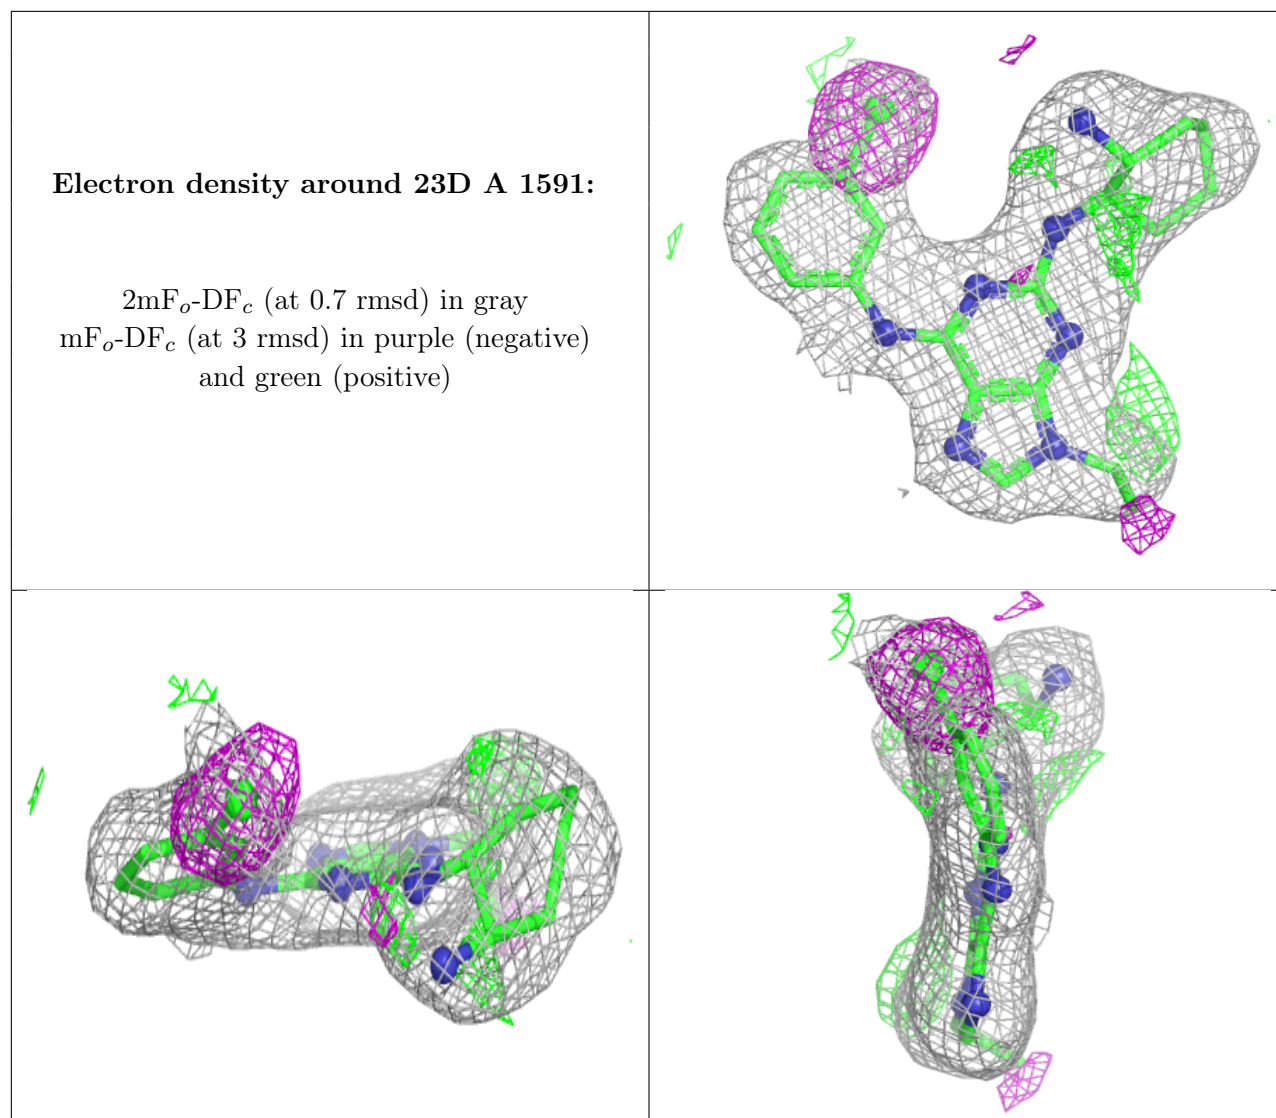 Electron density around 23D A 1591:
2mFo-DFc (at 0.7 rmsd) in gray
mFo-DFc (at 3 rmsd) in purple (negative)
and green (positive)